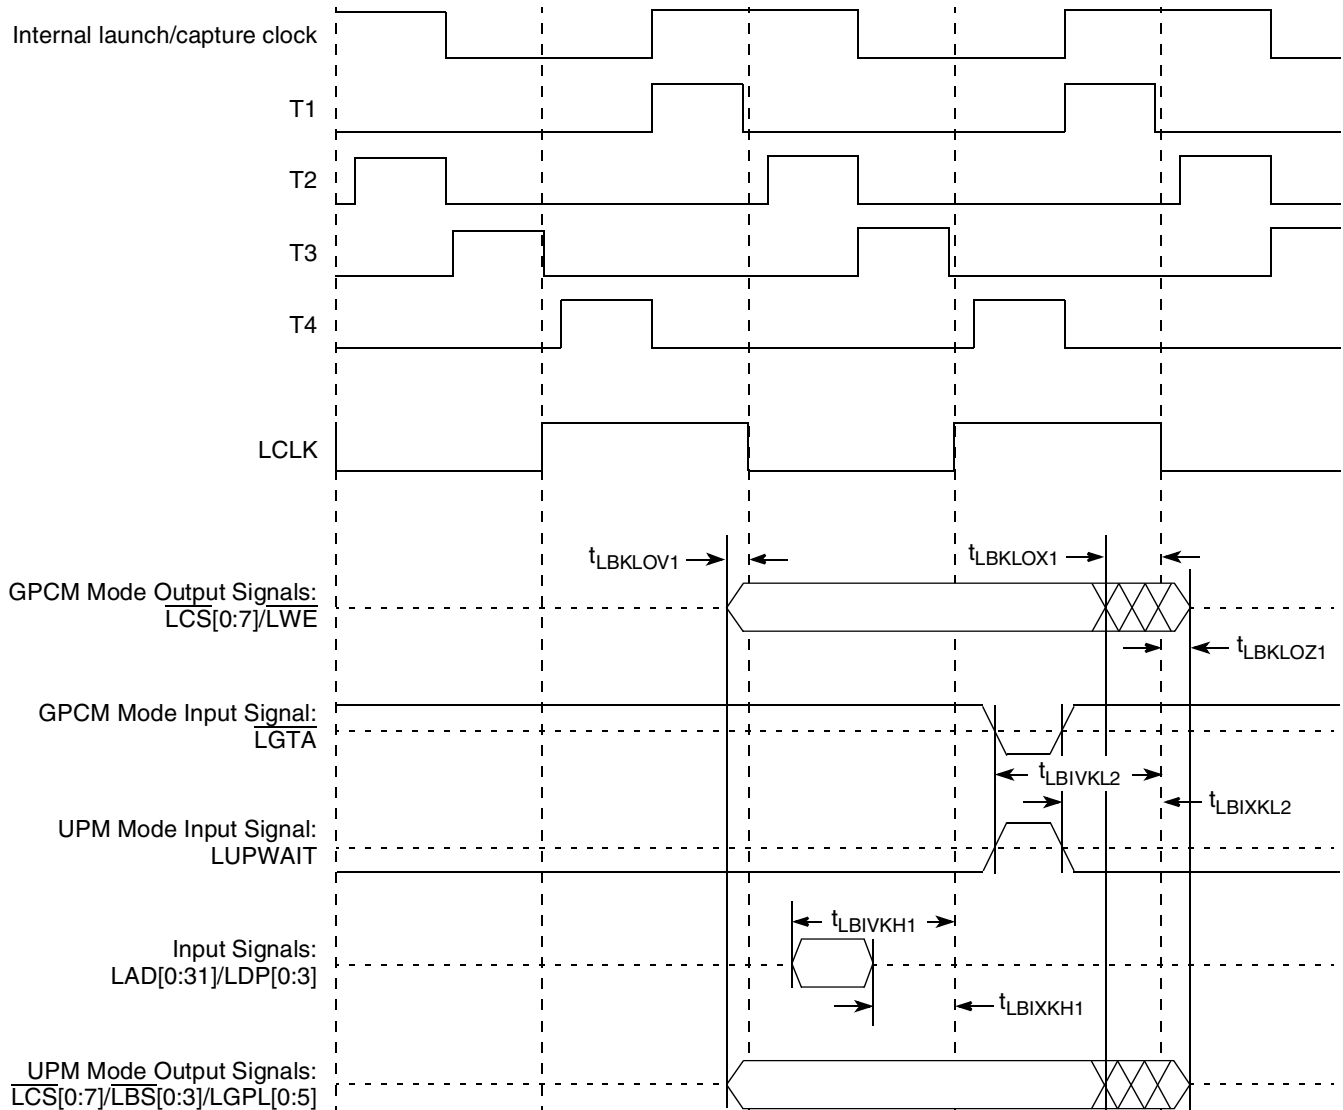 Internal launch/capture clock
T1
T2
T3
T4
LCLK
tLBKLOV1
tLBKLOX1
GPCM Mode Output Signals:
LCS[0:7]/LWE
tLBKLOZ1
GPCM Mode Input Signal:
LGTA
tLBIVKL2
tLBIXKL2
UPM Mode Input Signal:
LUPWAIT
tLBIVKH1
Input Signals:
LAD[0:31]/LDP[0:3]
tLBIXKH1
UPM Mode Output Signals:
LCS[0:7]/LBS[0:3]/LGPL[0:5]